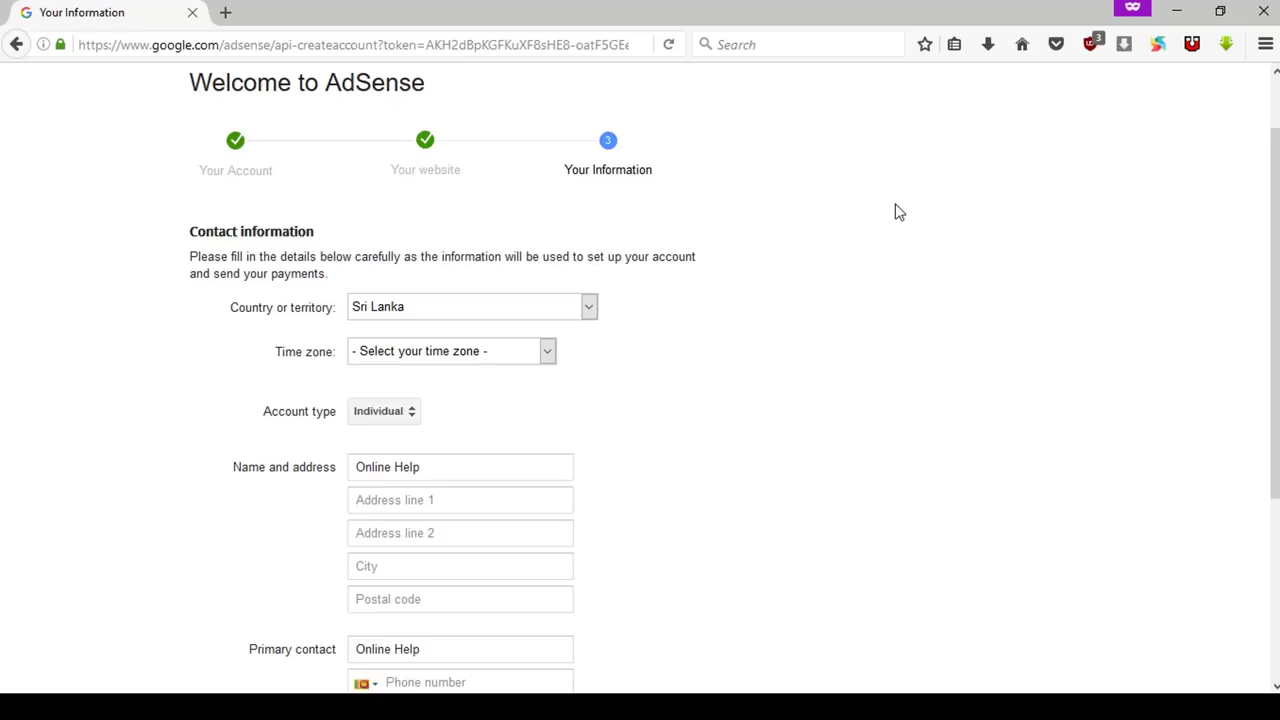 Your Information
https://www.google.com/adsense/api-createaccount?token=AKH2dBpKGFKuXF8sHE8-oatF5GEe
Search
3
Welcome to AdSense
3
Your Account
Your website
Your Information
Contact information
Please fill in the details below carefully as the information will be used to set up your account
and send your payments.
Country or territory: Sri Lanka
Time zone: - Select your time zone -
Account type Individual
Name and address Online Help
Address line 1
Address line 2
City
Postal code
Primary contact Online Help
Phone number